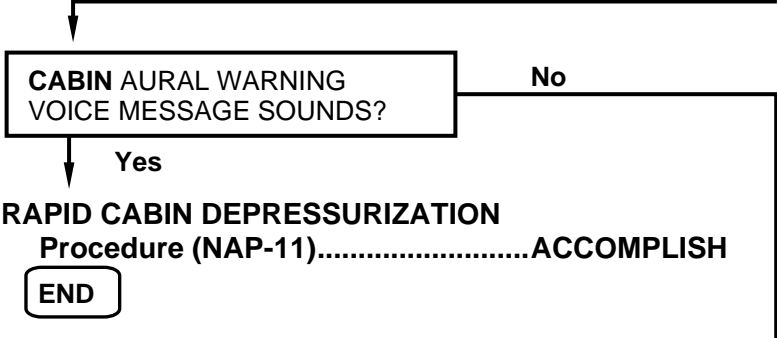 CABIN AURAL WARNING
VOICE MESSAGE SOUNDS?
No
Yes
RAPID CABIN DEPRESSURIZATION
Procedure (NAP-11)..........................ACCOMPLISH
END